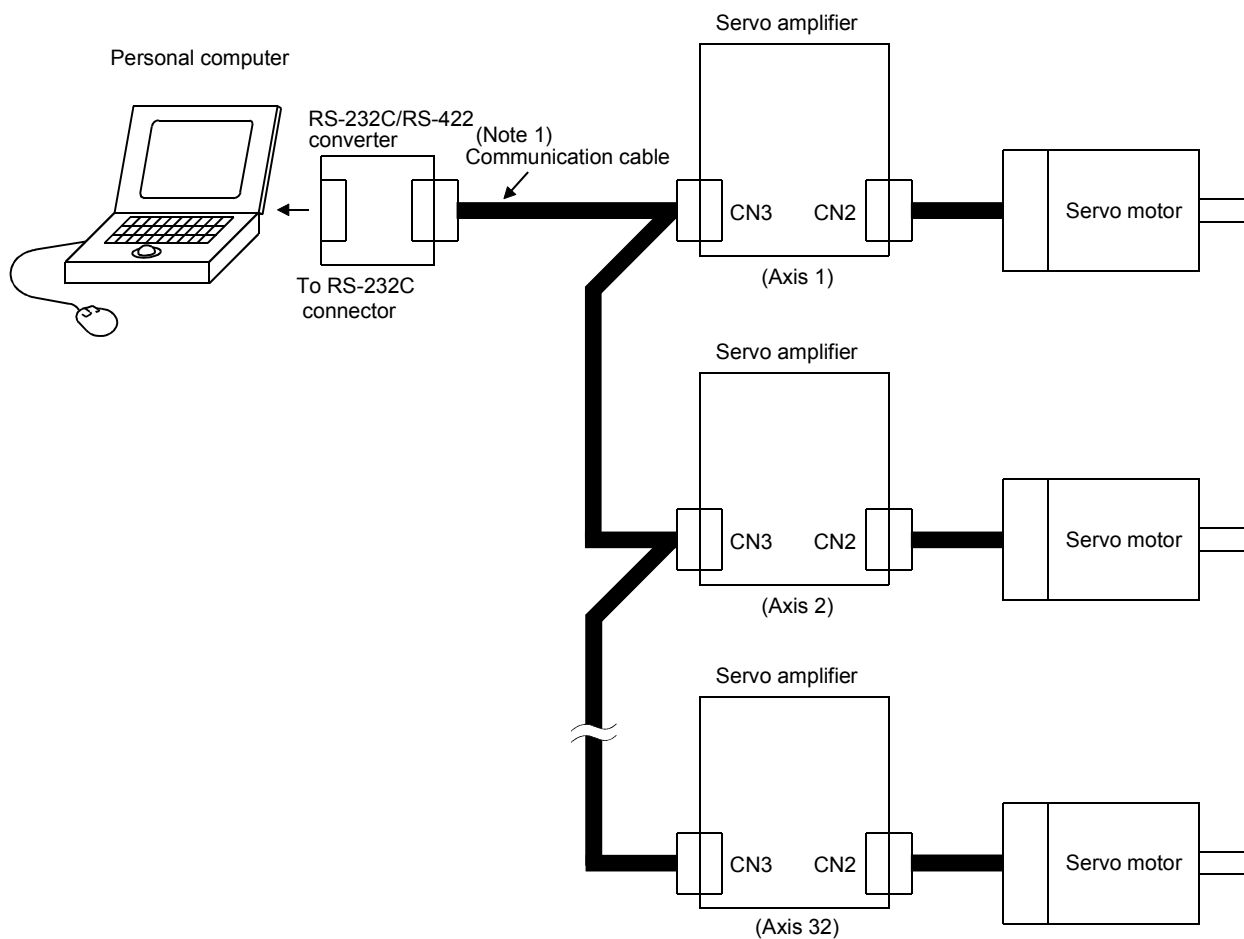 Servo amplifier
Personal computer
RS-232C/RS-422
converter
(Note 1)
Communication cable
CN3
CN2
Servo motor
To RS-232C
connector
(Axis 1)
Servo amplifier
CN3
CN2
Servo motor
(Axis 2)
Servo amplifier
CN3
CN2
Servo motor
(Axis 32)